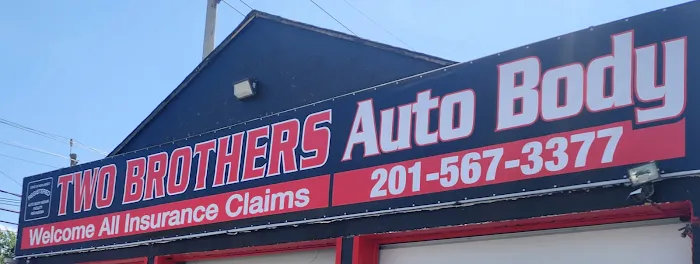 TWO BROTHERS Auto Body
Welcome All Insurance Claims
201-567-3377